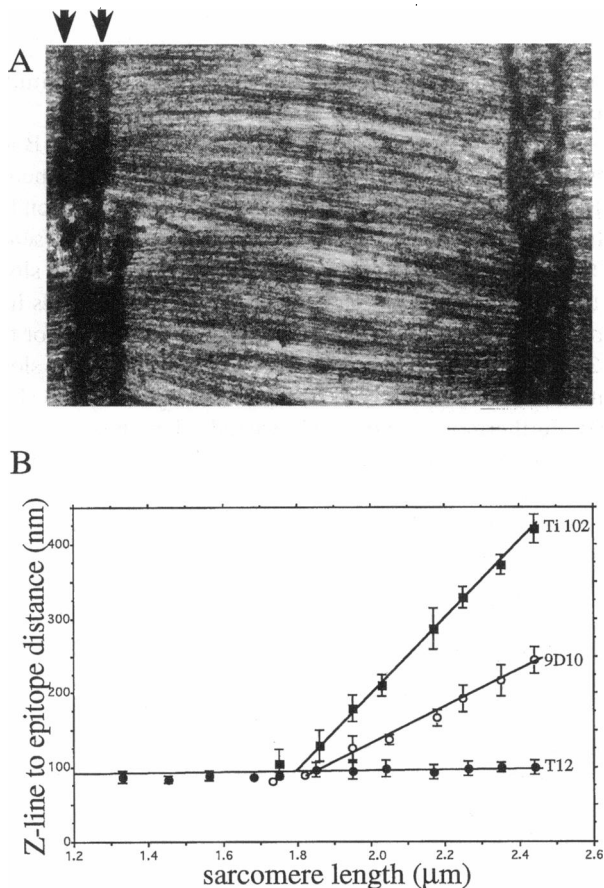 A
B
Z-line to epitope distance (nm)
400
300
200
100
0
Ti 102
9D10
T12
1.2 1.4 1.6 1.8 2.0 2.2 2.4 2.6
sarcomere length (μm)